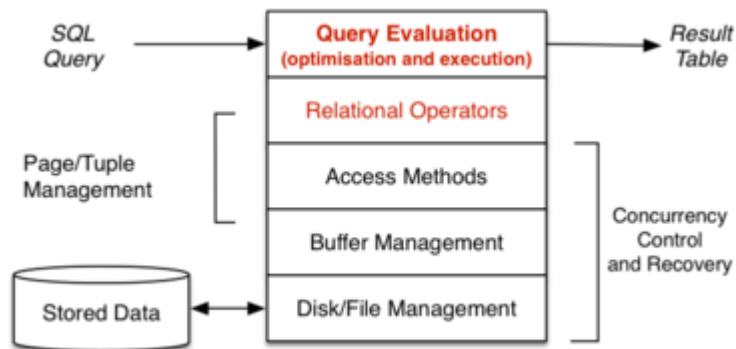 SQL
Query
Query Evaluation
(optimisation and execution)
Result
Table
Relational Operators
Page/Tuple
Management
Access Methods
Buffer Management
Concurrency
Control
and Recovery
Stored Data
Disk/File Management